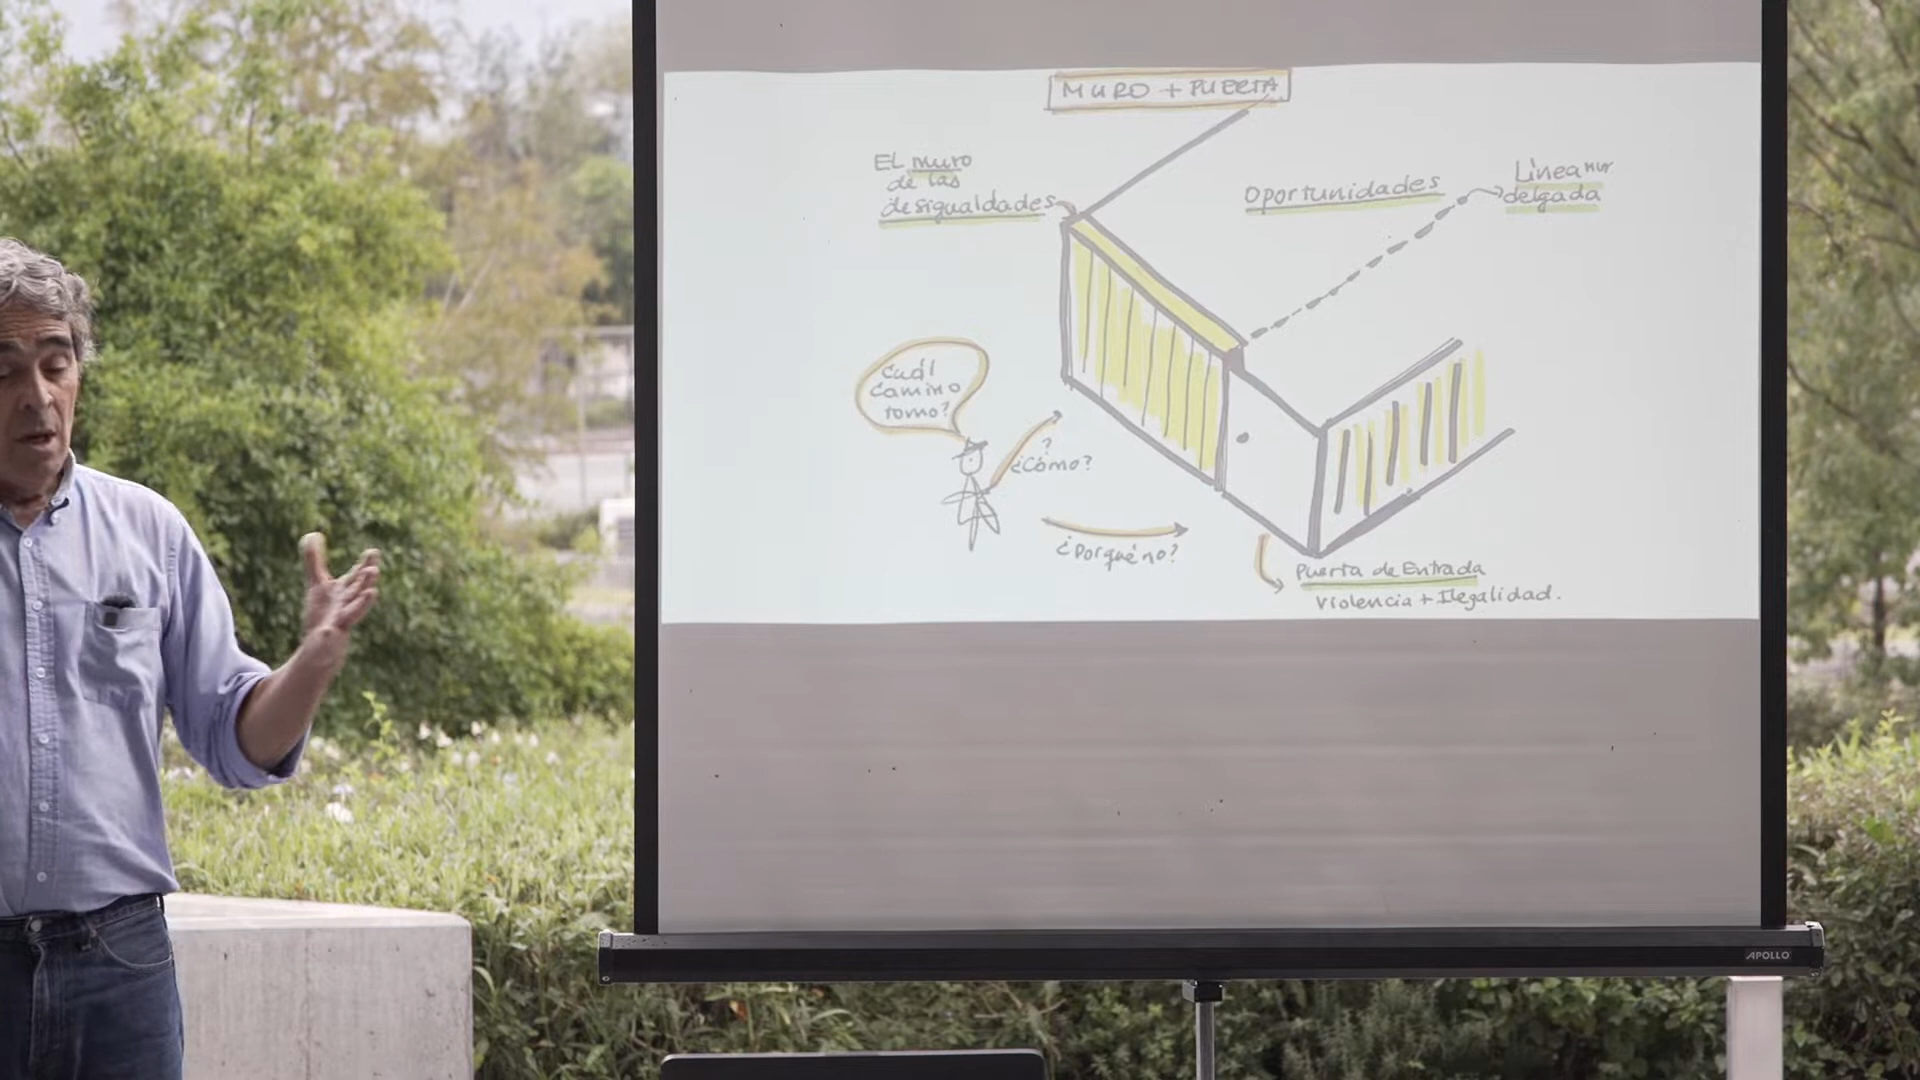 MURO + PUERTA
EL muro
de las
desigualdades
Oportunidades
Línea muy
delgada
Cuál
camino
tomo?
?
¿Cómo?
¿Porqué no?
Puerta de Entrada
Violencia + Ilegalidad.
APOLLO